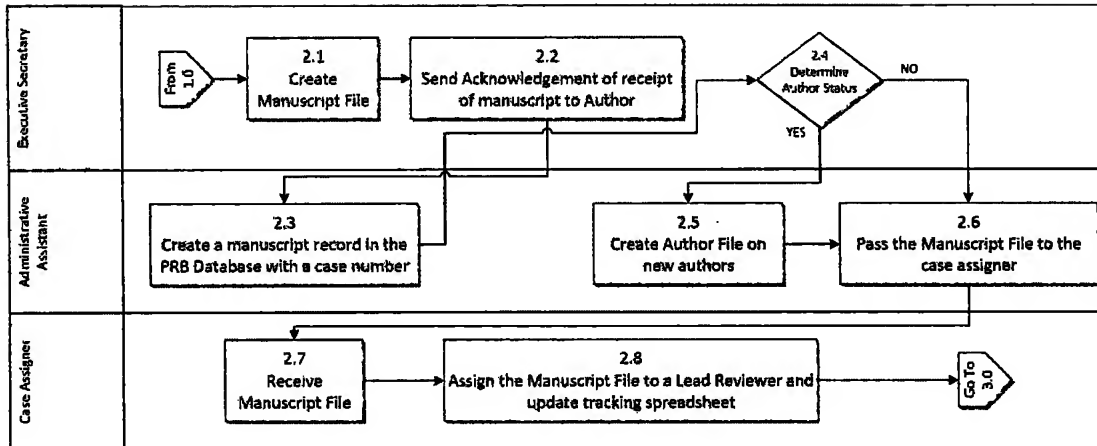 Executive Secretary
From
1.0
2.1
Create
Manuscript File
2.2
Send Acknowledgement of receipt
of manuscript to Author
2.4
Determine
Author Status
NO
YES
Administrative
Assistant
2.3
Create a manuscript record in the
PRB Database with a case number
2.5
Create Author File on
new authors
2.6
Pass the Manuscript File to the
case assigner
Case Assigner
2.7
Receive
Manuscript File
2.8
Assign the Manuscript File to a Lead Reviewer and
update tracking spreadsheet
Go To
3.0